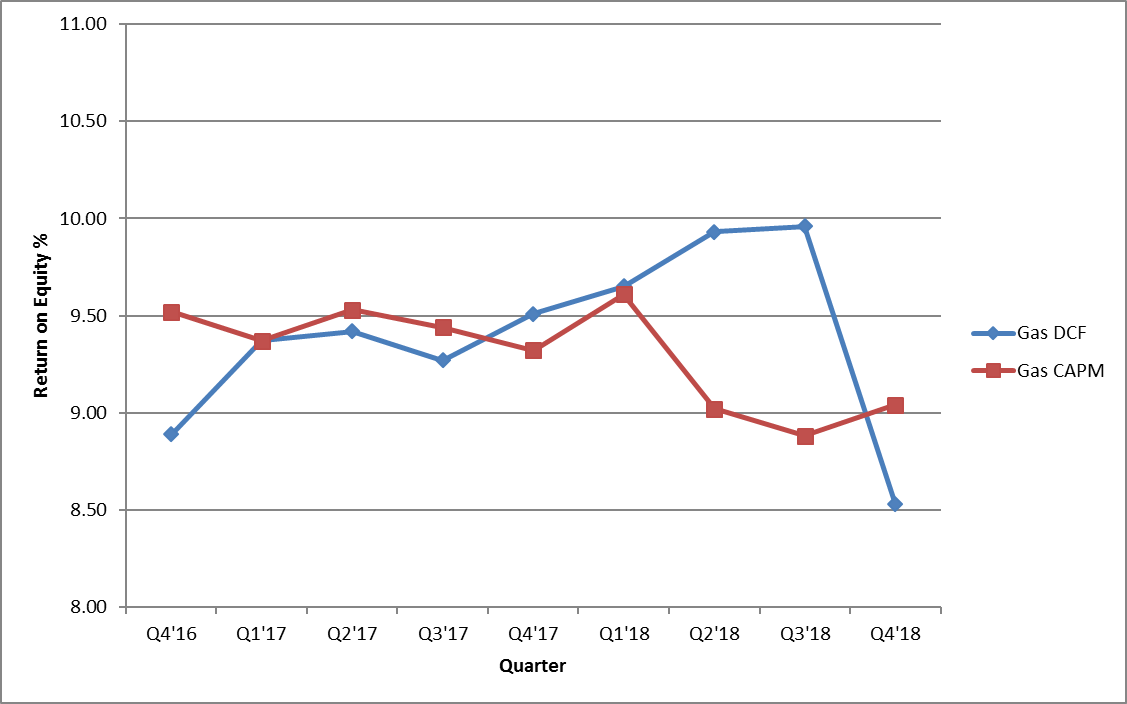 11.00
10.50
10.00
9.50
9.00
8.50
8.00
Return on Equity %
Q4'16 Q1'17 Q2'17 Q3'17 Q4'17 Q1'18 Q2'18 Q3'18 Q4'18
Quarter
Gas DCF
Gas CAPM